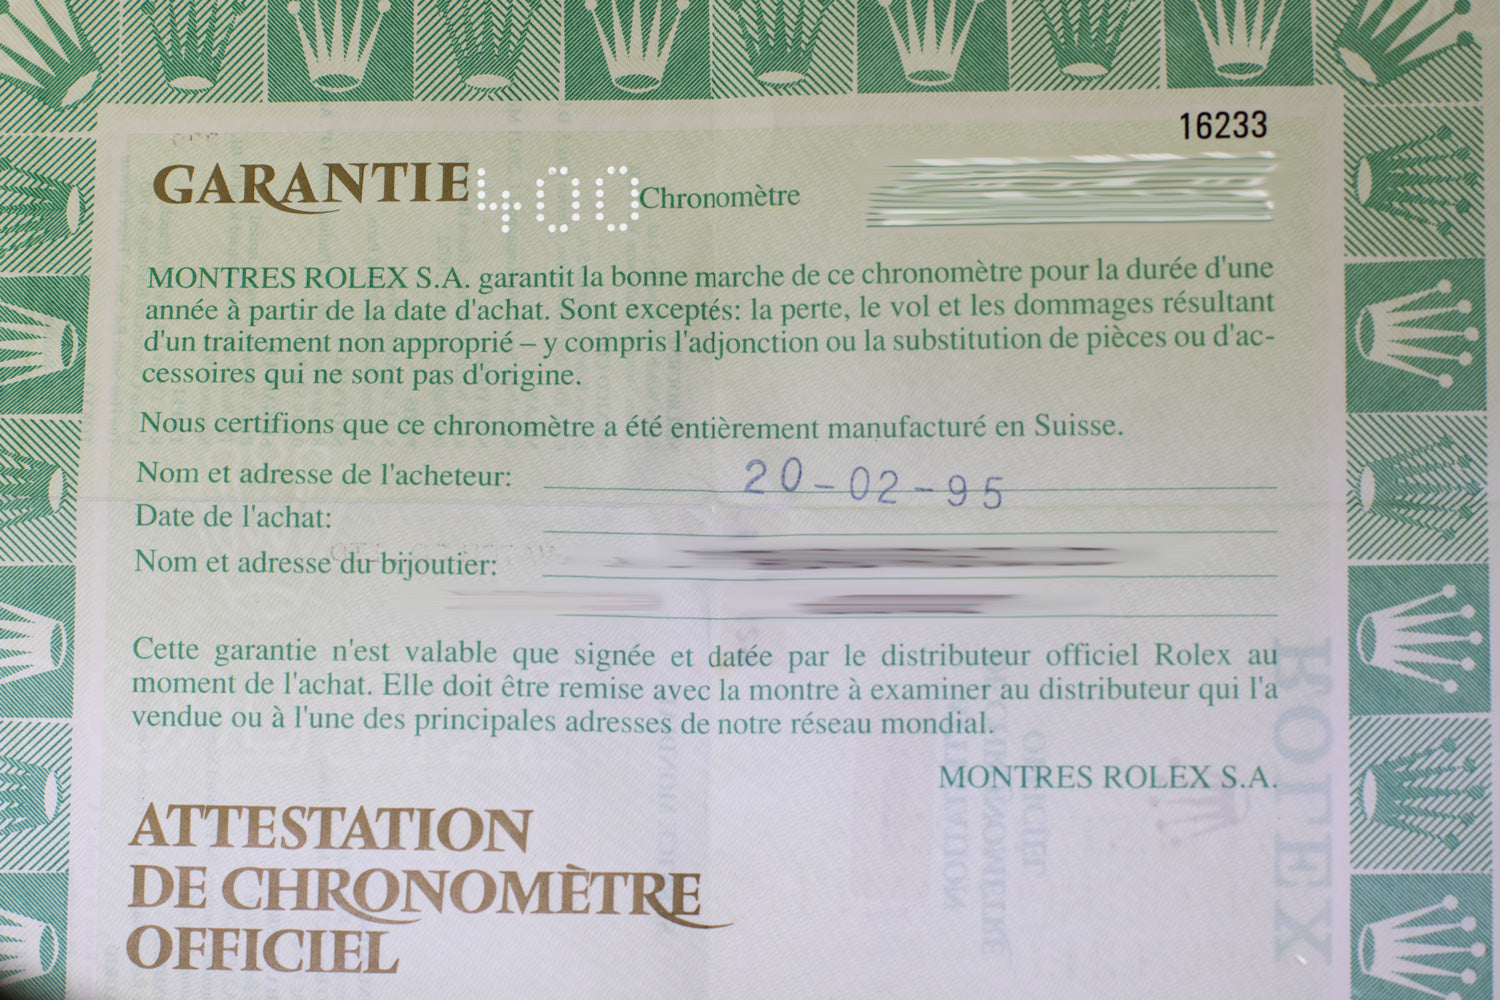 16233
GARANTIE 400 Chronomètre
MONTRES ROLEX S.A. garantit la bonne marche de ce chronomètre pour la durée d'une
année à partir de la date d'achat. Sont exceptés: la perte, le vol et les dommages résultant
d'un traitement non approprié – y compris l'adjonction ou la substitution de pièces ou d'ac-
cessoires qui ne sont pas d'origine.
Nous certifions que ce chronomètre a été entièrement manufacturé en Suisse.
Nom et adresse de l'acheteur: 20-02-95
Date de l'achat:
Nom et adresse du bijoutier:
Cette garantie n'est valable que signée et datée par le distributeur officiel Rolex au
moment de l'achat. Elle doit être remise avec la montre à examiner au distributeur qui l'a
vendue ou à l'une des principales adresses de notre réseau mondial.
MONTRES ROLEX S.A.
ATTESTATION
DE CHRONOMÈTRE
OFFICIEL